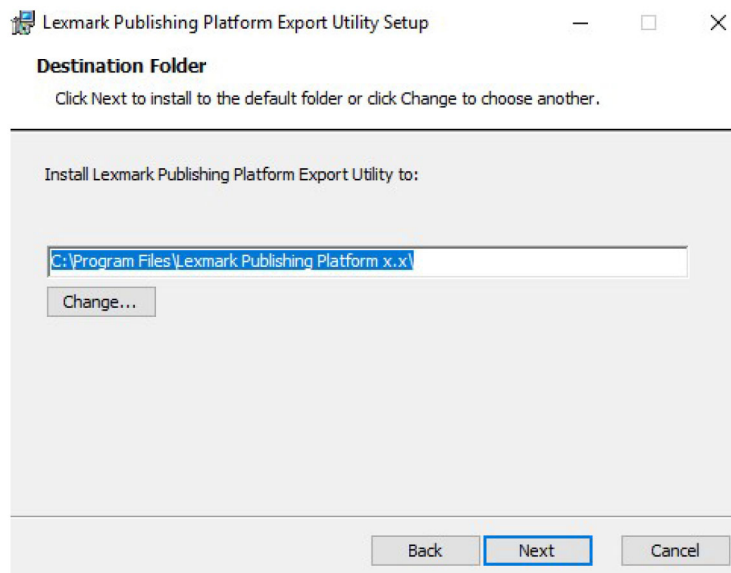 Lexmark Publishing Platform Export Utility Setup
Destination Folder
Click Next to install to the default folder or click Change to choose another.
Install Lexmark Publishing Platform Export Utility to:
C:\Program Files\Lexmark Publishing Platform x.x\
Change...
Back Next Cancel